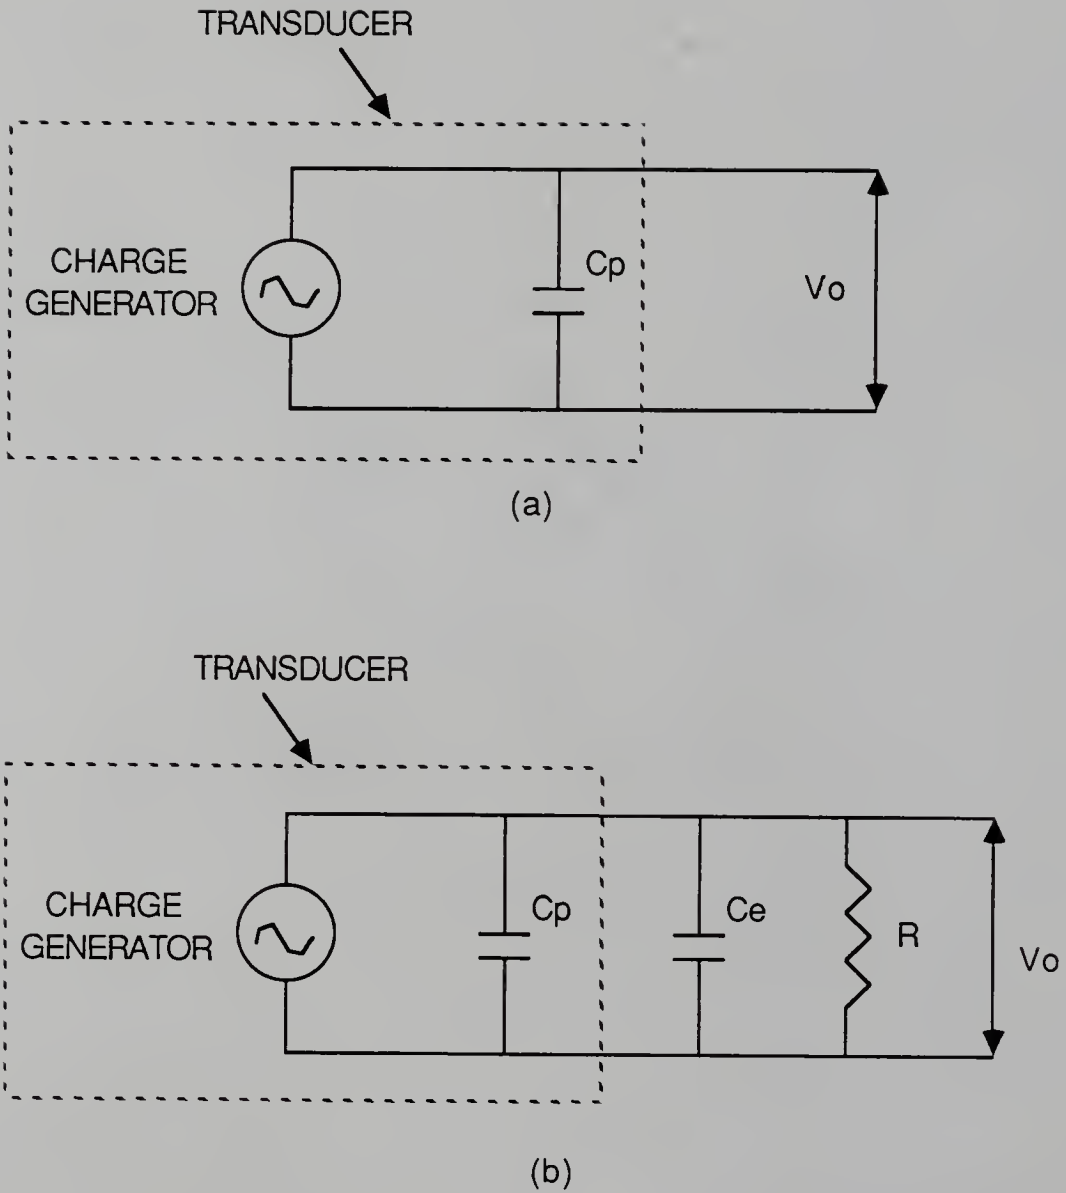 TRANSDUCER
CHARGE
GENERATOR
Cp
Vo
(a)
TRANSDUCER
CHARGE
GENERATOR
Cp
Ce
R
Vo
(b)